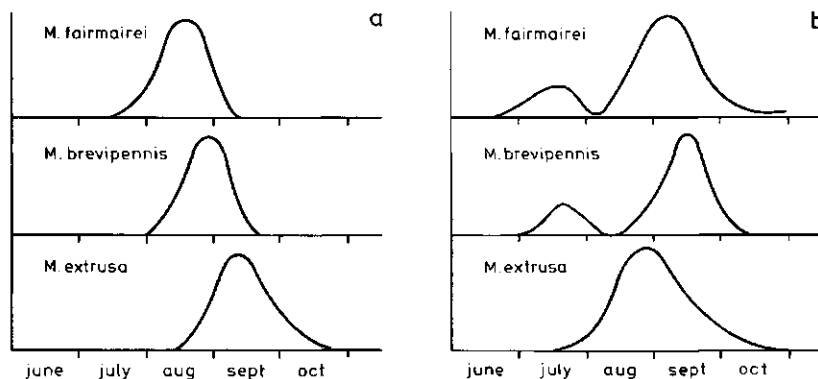 M. fairmairei
a
M. brevipennis
M. extrusa
june july aug sept oct
M. fairmairei
b
M. brevipennis
M. extrusa
june july aug sept oct